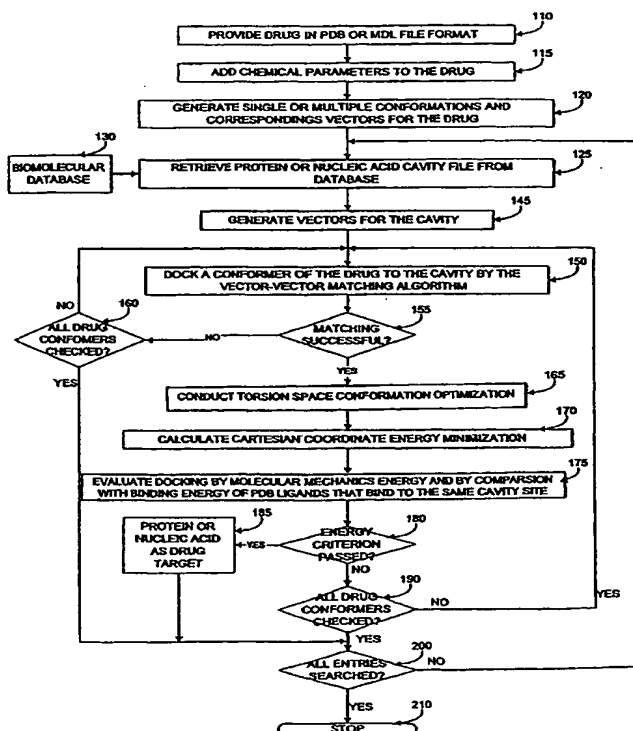 110
PROVIDE DRUG IN PDB OR MDL FILE FORMAT
115
ADD CHEMICAL PARAMETERS TO THE DRUG
120
GENERATE SINGLE OR MULTIPLE CONFORMATIONS AND
CORRESPONDINGS VECTORS FOR THE DRUG
130
BIOMOLECULAR
DATABASE
125
RETRIEVE PROTEIN OR NUCLEIC ACID CAVITY FILE FROM
DATABASE
145
GENERATE VECTORS FOR THE CAVITY
150
DOCK A CONFORMER OF THE DRUG TO THE CAVITY BY THE
VECTOR-VECTOR MATCHING ALGORITHM
NO
160
ALL DRUG
CONFOMERS
CHECKED?
NO
155
MATCHING
SUCCESSFUL?
YES
YES
165
CONDUCT TORSION SPACE CONFORMATION OPTIMIZATION
170
CALCULATE CARTESIAN COORDINATE ENERGY MINIMIZATION
175
EVALUATE DOCKING BY MOLECULAR MECHANICS ENERGY AND BY COMPARSION
WITH BINDING ENERGY OF PDB LIGANDS THAT BIND TO THE SAME CAVITY SITE
185
PROTEIN OR
NUCLEIC ACID
AS DRUG
TARGET
YES
180
ENERGY
CRITERION
PASSED?
NO
190
ALL DRUG
CONFORMERS
CHECKED?
NO
YES
YES
200
ALL ENTRIES
SEARCHED?
NO
YES
210
STOP